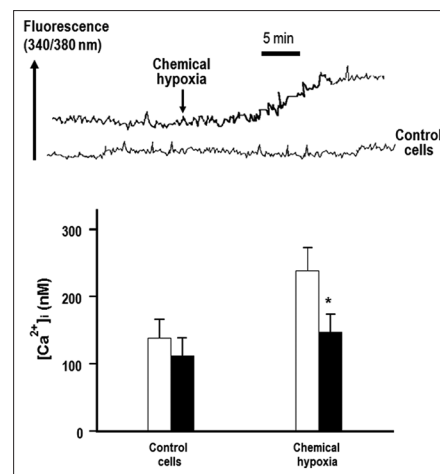 Fluorescence
(340/380 nm)
5 min
Chemical
hypoxia
Control
cells
[Ca²⁺]i (nM)
300
200
100
0
*
Control
cells
Chemical
hypoxia